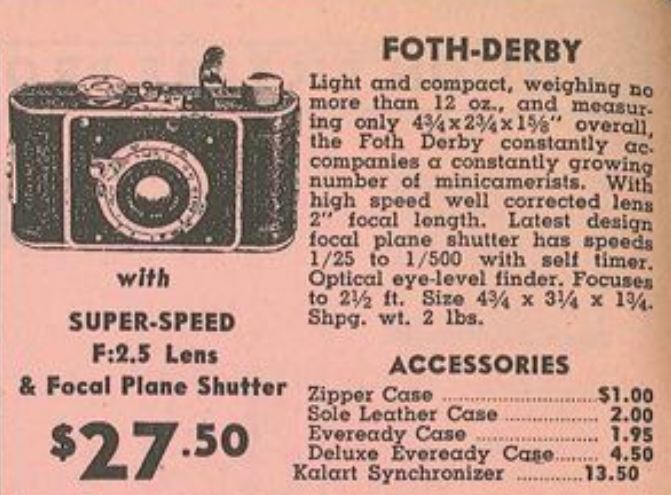 FOTH-DERBY
Light and compact, weighing no
more than 12 oz., and measur-
ing only 4¾x2¾x1⅝" overall,
the Foth Derby constantly ac-
companies a constantly growing
number of minicamerists. With
high speed well corrected lens
2" focal length. Latest design
focal plane shutter has speeds
1/25 to 1/500 with self timer.
Optical eye-level finder. Focuses
to 2½ ft. Size 4¾ x 3¼ x 1¾.
Shpg. wt. 2 lbs.
with
SUPER-SPEED
F:2.5 Lens
& Focal Plane Shutter
$27.50
ACCESSORIES
Zipper Case ............................$1.00
Sole Leather Case ................. 2.00
Eveready Case ...................... 1.95
Deluxe Eveready Case........ 4.50
Kalart Synchronizer ............13.50